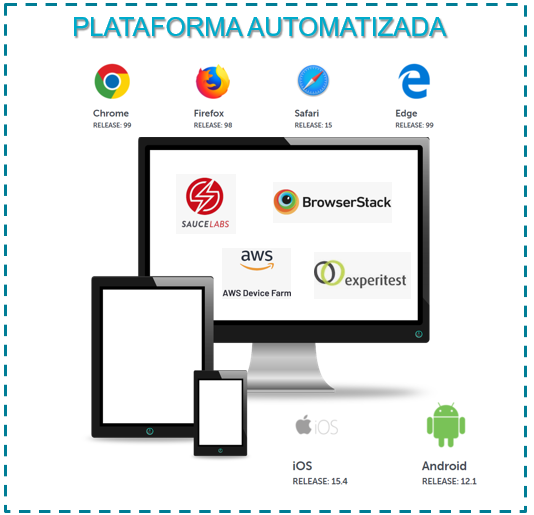 PLATAFORMA AUTOMATIZADA
Chrome
RELEASE: 99
Firefox
RELEASE: 98
Safari
RELEASE: 15
Edge
RELEASE: 99
SAUCELABS
BrowserStack
aws
AWS Device Farm
experitest
iOS
iOS
RELEASE: 15.4
Android
RELEASE: 12.1